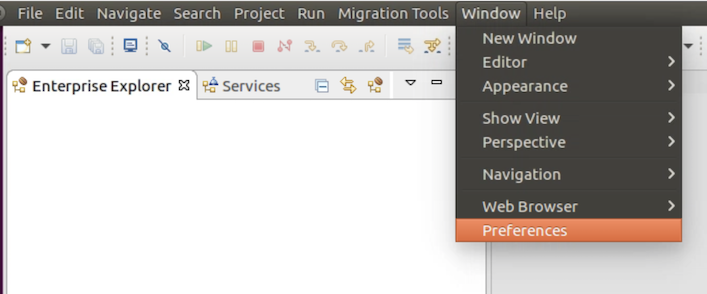 File Edit Navigate Search Project Run Migration Tools Window Help
Enterprise Explorer Services
New Window
Editor
Appearance
Show View
Perspective
Navigation
Web Browser
Preferences